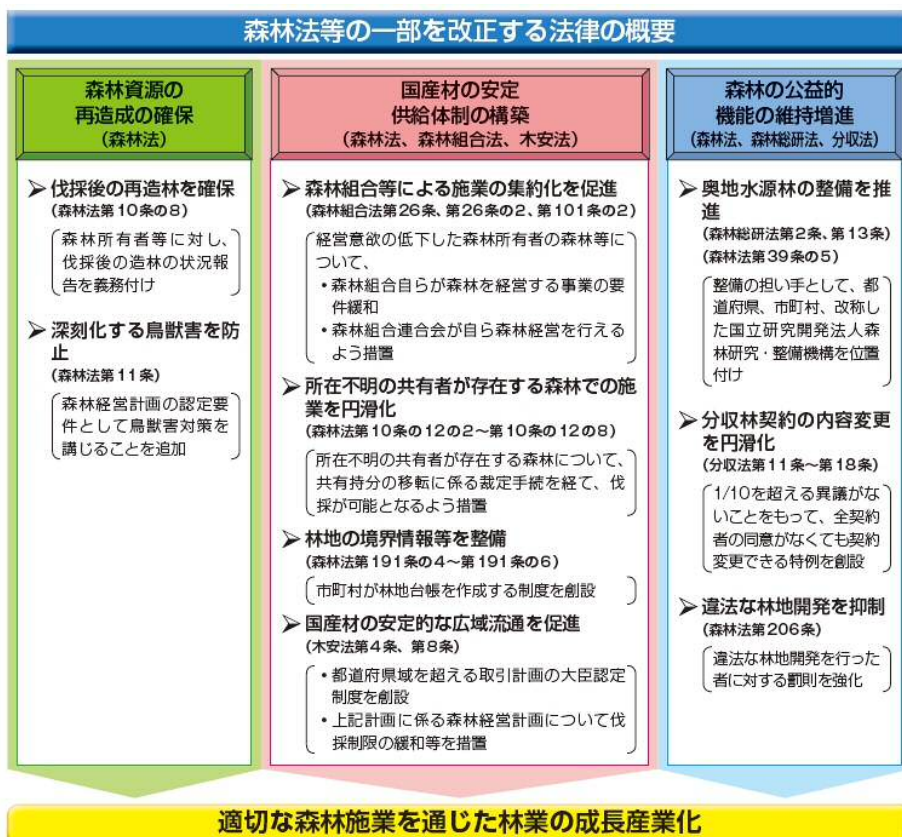 森林法等の一部を改正する法律の概要
森林資源の
再造成の確保
(森林法)
➢伐採後の再造林を確保
(森林法第10条の8)
森林所有者等に対し、
伐採後の造林の状況報
告を義務付け
➢深刻化する鳥獣害を防
止
(森林法第11条)
森林経営計画の認定要
件として鳥獣害対策を
講じることを追加
国産材の安定
供給体制の構築
(森林法、森林組合法、木安法)
➢森林組合等による施業の集約化を促進
(森林組合法第26条、第26条の2、第101条の2)
経営意欲の低下した森林所有者の森林等に
ついて、
・森林組合自らが森林を経営する事業の要
件緩和
・森林組合連合会が自ら森林経営を行える
よう措置
➢所在不明の共有者が存在する森林での施
業を円滑化
(森林法第10条の12の2～第10条の12の8)
所在不明の共有者が存在する森林について、
共有持分の移転に係る裁定手続を経て、伐
採が可能となるよう措置
➢林地の境界情報等を整備
(森林法第191条の4～第191条の6)
市町村が林地台帳を作成する制度を創設
➢国産材の安定的な広域流通を促進
(木安法第4条、第8条)
・都道府県域を超える取引計画の大臣認定
制度を創設
・上記計画に係る森林経営計画について伐
採制限の緩和等を措置
森林の公益的
機能の維持増進
(森林法、森林総研法、分収法)
➢奥地水源林の整備を推
進
(森林総研法第2条、第13条)
(森林法第39条の5)
整備の担い手として、都
道府県、市町村、改称し
た国立研究開発法人森
林研究・整備機構を位置
付け
➢分収林契約の内容変更
を円滑化
(分収法第11条～第18条)
1/10を超える異議がな
いことをもって、全契約
者の同意がなくても契約
変更できる特例を創設
➢違法な林地開発を抑制
(森林法第206条)
違法な林地開発を行った
者に対する罰則を強化
適切な森林施業を通じた林業の成長産業化